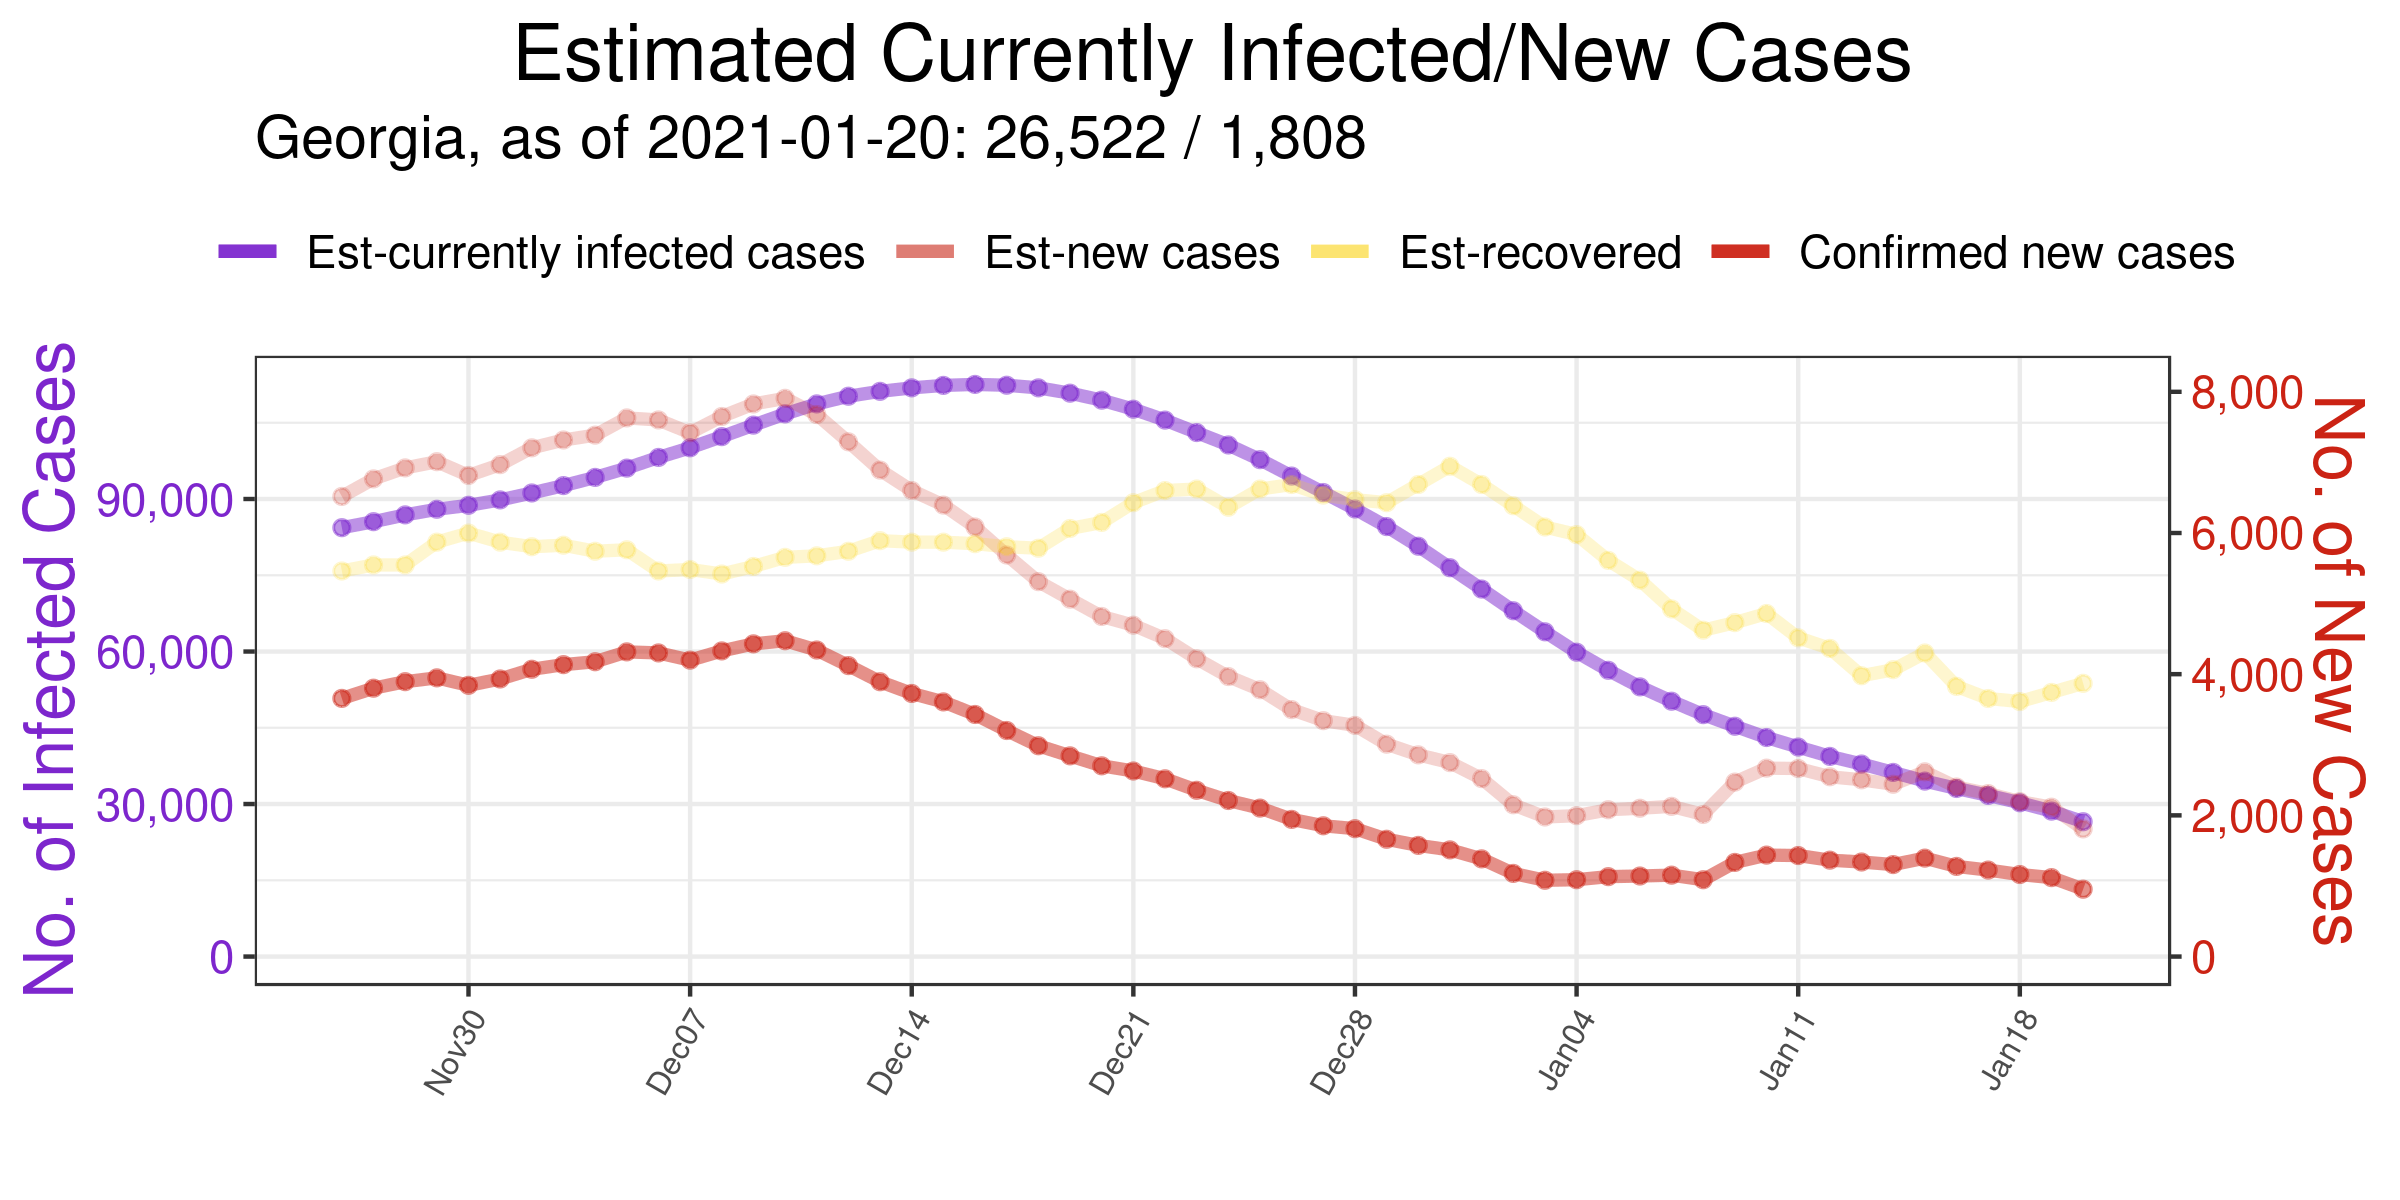 Estimated Currently Infected/New Cases
Georgia, as of 2021-01-20: 26,522 / 1,808
Est-currently infected cases Est-new cases Est-recovered Confirmed new cases
No. of Infected Cases
90,000
60,000
30,000
0
8,000
6,000
4,000
2,000
0
No. of New Cases
Nov30 Dec07 Dec14 Dec21 Dec28 Jan04 Jan11 Jan18